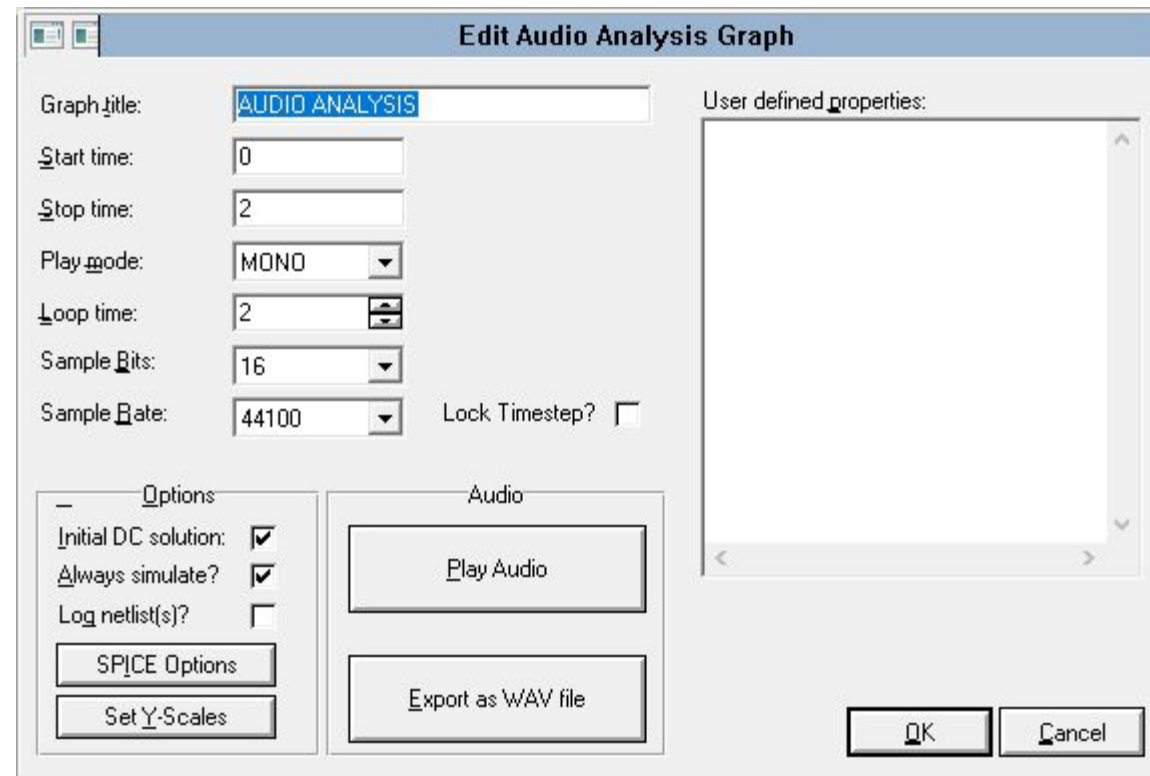 Edit Audio Analysis Graph
Graph title: AUDIO ANALYSIS
User defined properties:
Start time: 0
Stop time: 2
Play mode: MONO
Loop time: 2
Sample Bits: 16
Sample Rate: 44100 Lock Timestep?
Options
Initial DC solution:
Always simulate?
Log netlist(s)?
SPICE Options
Set Y-Scales
Audio
Play Audio
Export as WAV file
OK Cancel